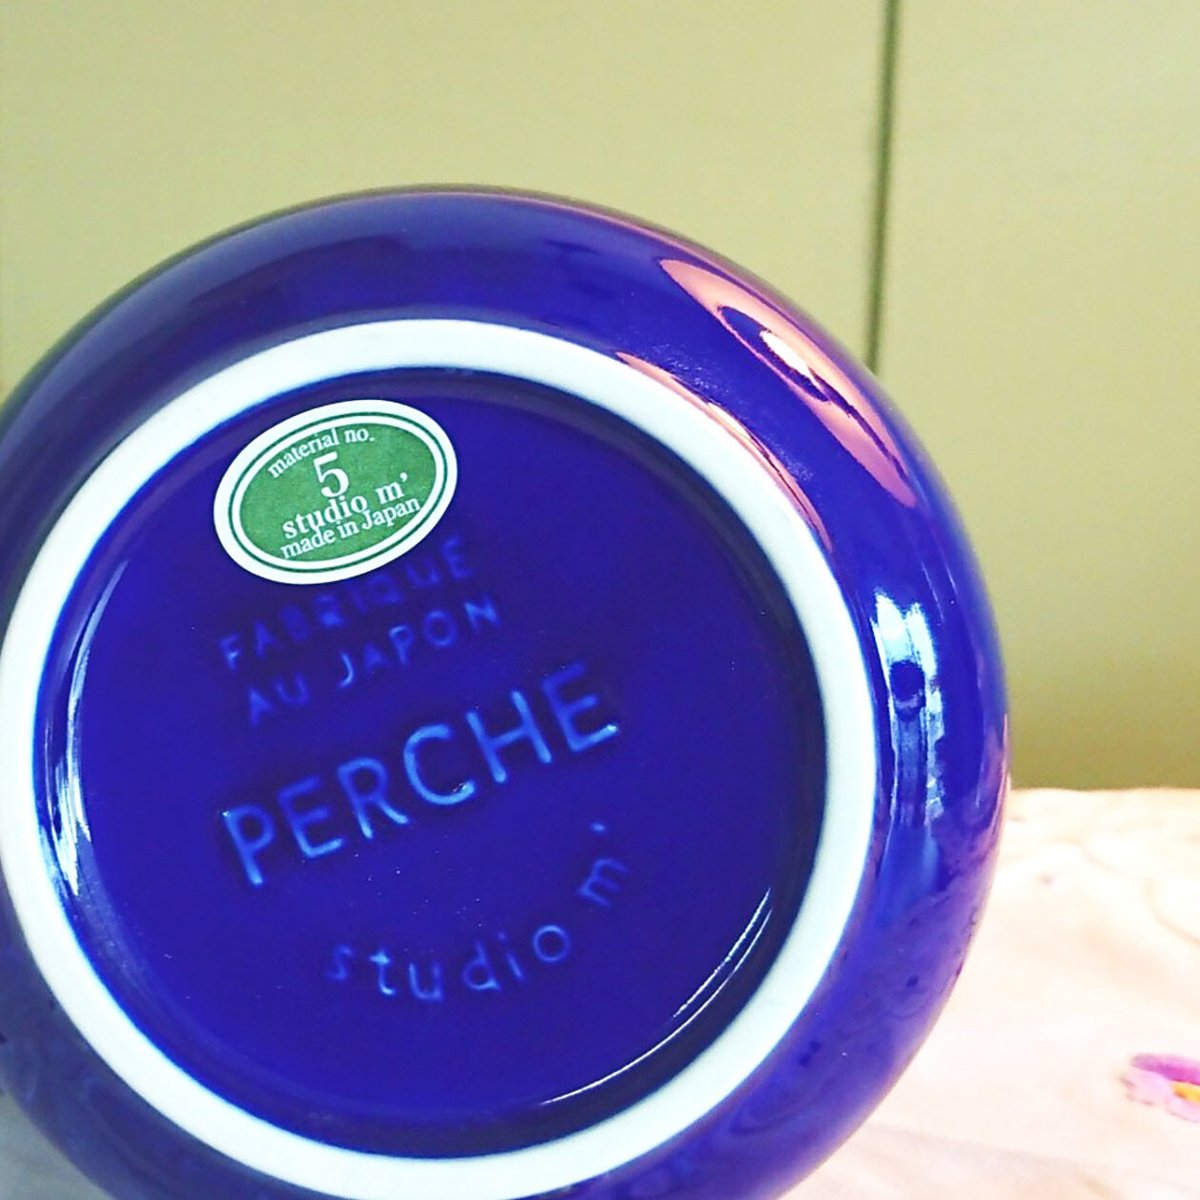 material no.
5
studio m'
made in Japan
FABRIQUE
AU JAPON
PERCHE
studio m'